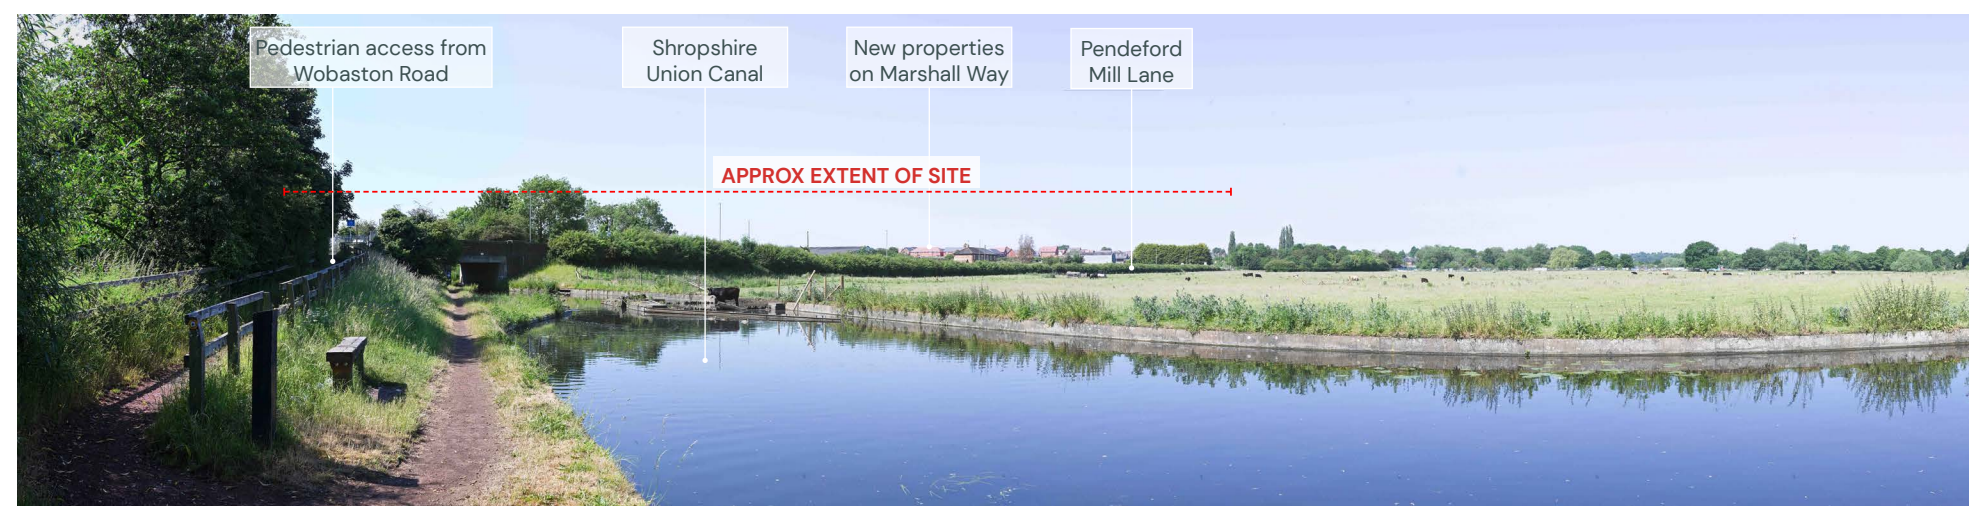 Pedestrian access from
Wobaston Road
Shropshire
Union Canal
New properties
on Marshall Way
Pendeford
Mill Lane
APPROX EXTENT OF SITE